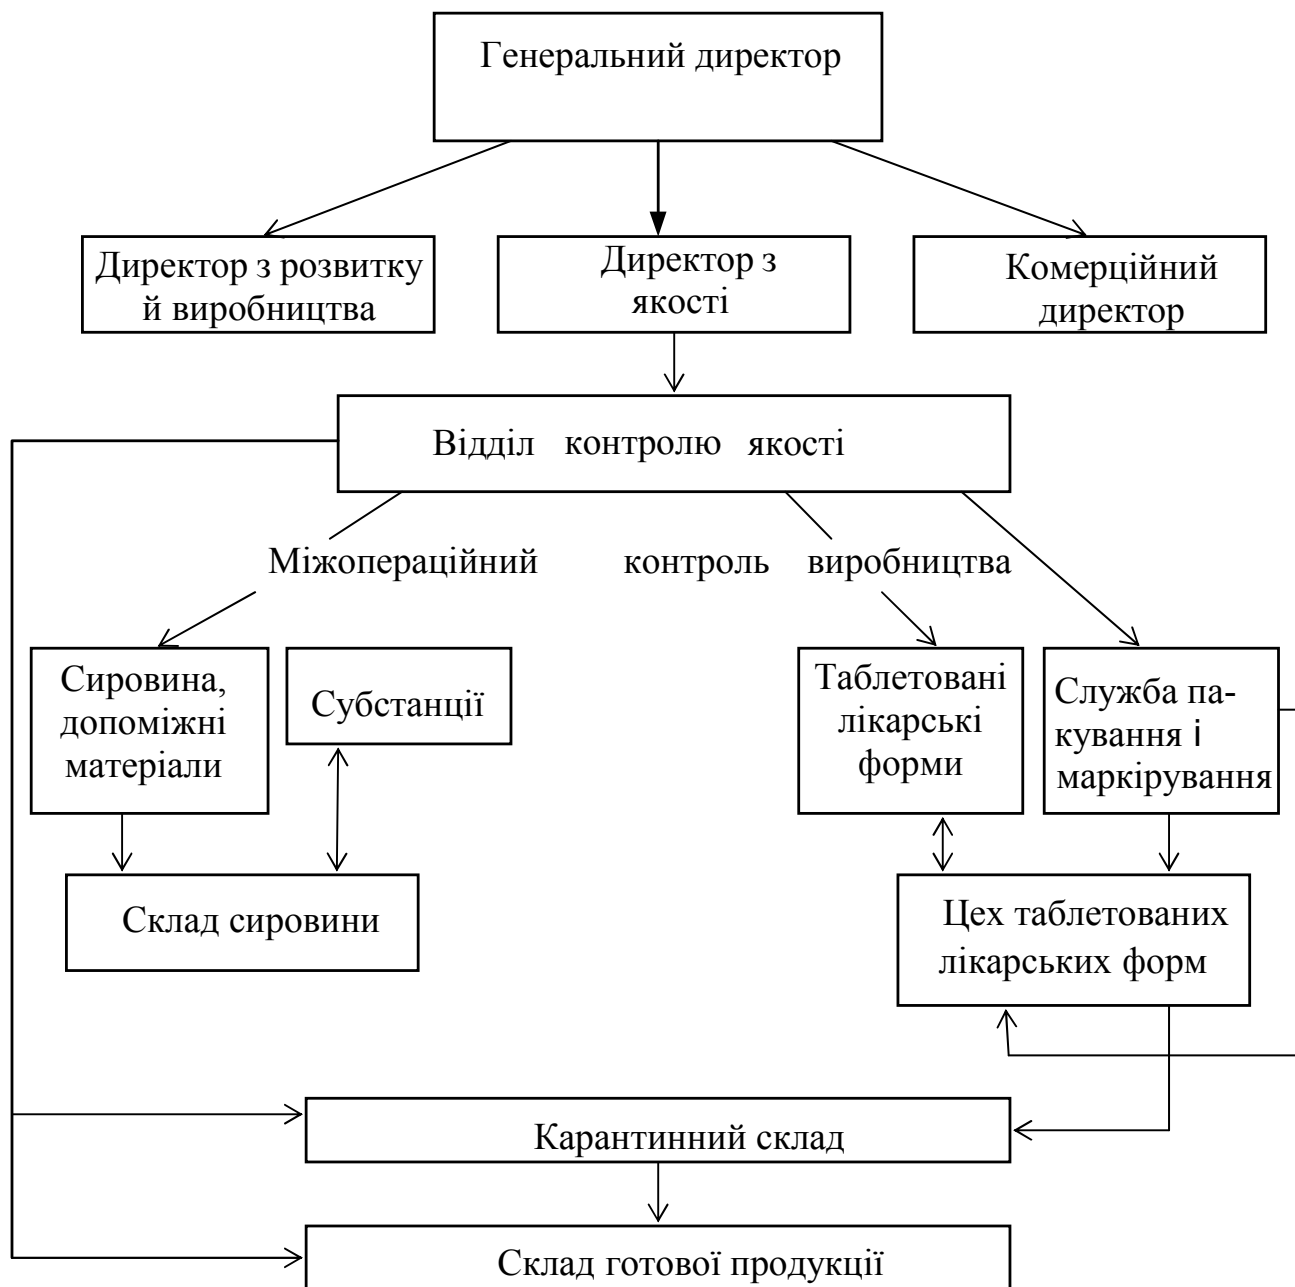 Генеральний директор
Директор з розвитку
й виробництва
Директор з
якості
Комерційний
директор
Відділ контролю якості
Міжопераційний контроль виробництва
Сировина,
допоміжні
матеріали
Субстанції
Таблетовані
лікарські
форми
Служба па-
кування і
маркірування
Склад сировини
Цех таблетованих
лікарських форм
Карантинний склад
Склад готової продукції